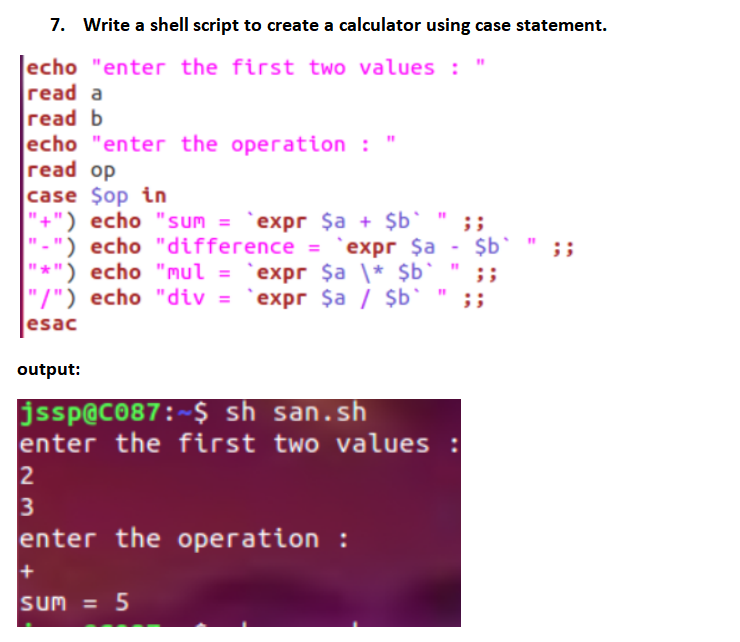 7. Write a shell script to create a calculator using case statement.
echo "enter the first two values : "
read a
read b
echo "enter the operation : "
read op
case $op in
"+") echo "sum = `expr $a + $b` " ;;
"-") echo "difference = `expr $a - $b` " ;;
"*") echo "mul = `expr $a \* $b` " ;;
"/") echo "div = `expr $a / $b` " ;;
esac
output:
jssp@C087:~$ sh san.sh
enter the first two values :
2
3
enter the operation :
+
sum = 5